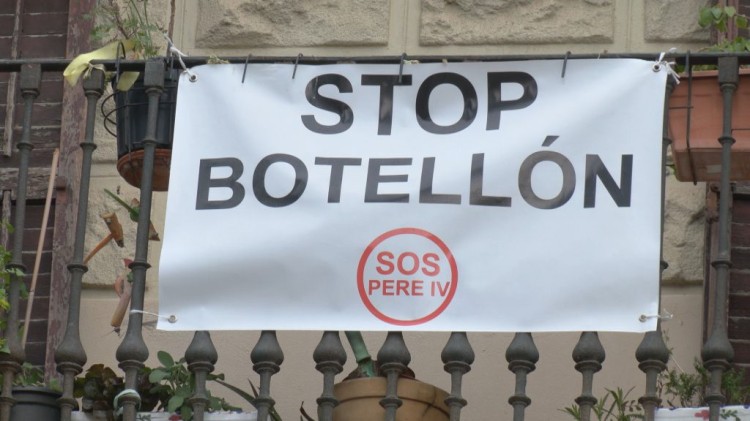 STOP
BOTELLÓN
SOS
PERE IV